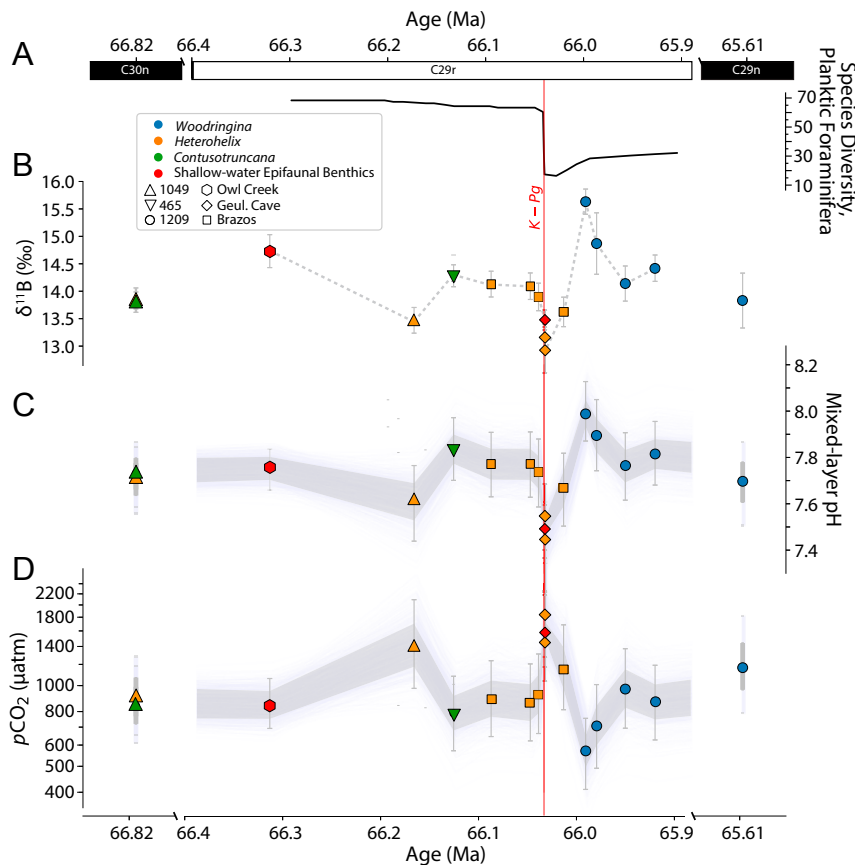 Age (Ma)
66.82 66.4 66.3 66.2 66.1 66.0 65.9 65.61
A
C30n C29r C29n
Species Diversity,
Planktic Foraminifera
70
50
30
10
Woodringina
Heterohelix
Contusotruncana
Shallow-water Epifaunal Benthics
1049 Owl Creek
465 Geul. Cave
1209 Brazos
K – Pg
B
δ¹¹B (‰)
16.0
15.5
15.0
14.5
14.0
13.5
13.0
C
Mixed-layer pH
8.2
8.0
7.8
7.6
7.4
D
pCO₂ (µatm)
2200
1800
1400
1000
800
600
500
400
66.82 66.4 66.3 66.2 66.1 66.0 65.9 65.61
Age (Ma)